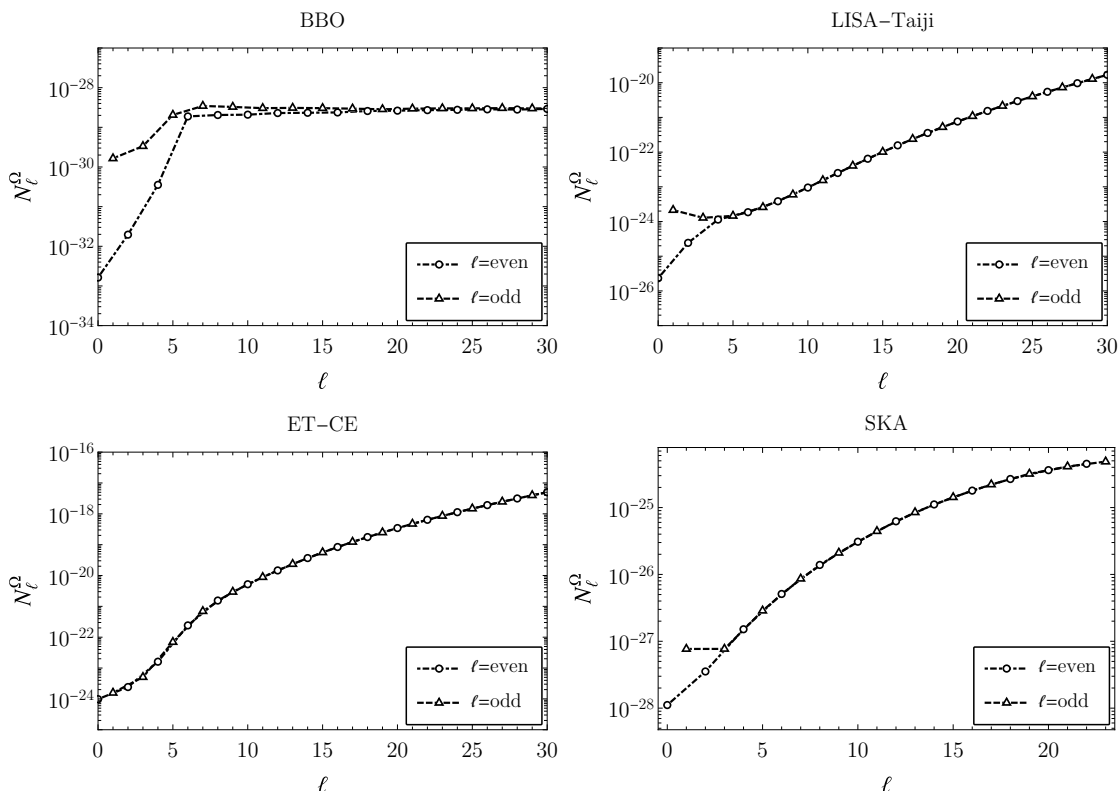 BBO
10⁻²⁸
10⁻³⁰
10⁻³²
10⁻³⁴
N_ℓ^Ω
0 5 10 15 20 25 30
ℓ
ℓ=even
ℓ=odd
LISA−Taiji
10⁻²⁰
10⁻²²
10⁻²⁴
10⁻²⁶
N_ℓ^Ω
0 5 10 15 20 25 30
ℓ
ℓ=even
ℓ=odd
ET−CE
10⁻¹⁶
10⁻¹⁸
10⁻²⁰
10⁻²²
10⁻²⁴
N_ℓ^Ω
0 5 10 15 20 25 30
ℓ
ℓ=even
ℓ=odd
SKA
10⁻²⁵
10⁻²⁶
10⁻²⁷
10⁻²⁸
N_ℓ^Ω
0 5 10 15 20
ℓ
ℓ=even
ℓ=odd